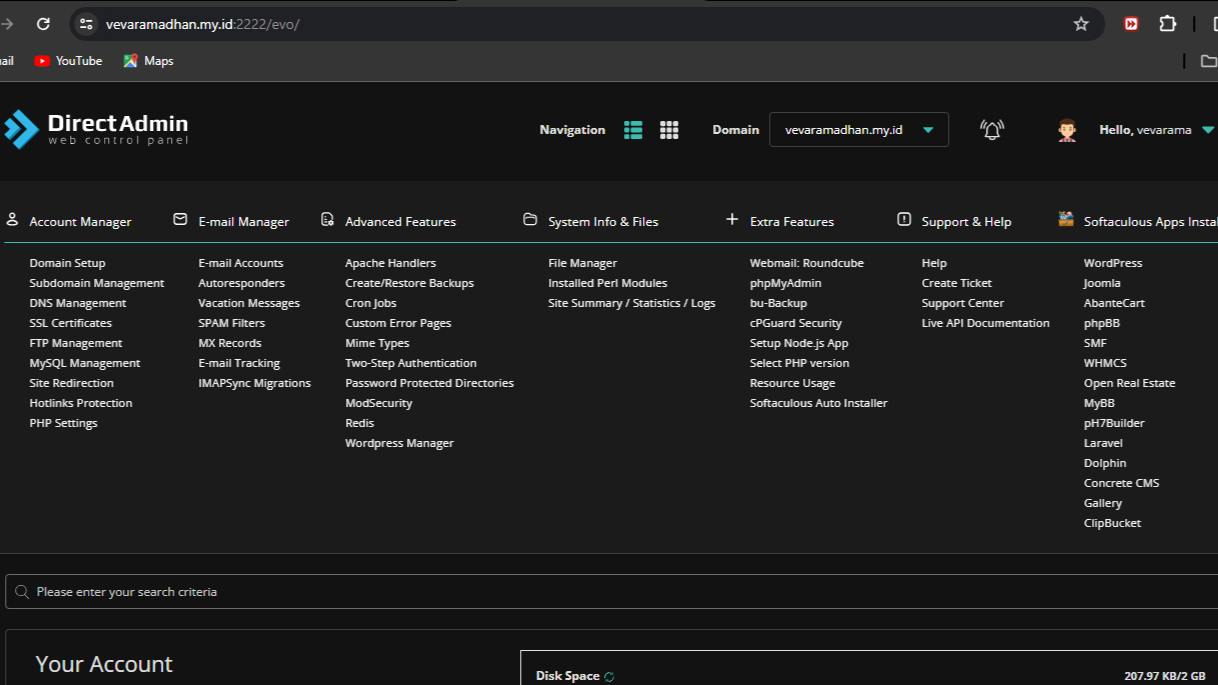 vevaramadhan.my.id:2222/evo/
ail YouTube Maps
DirectAdmin
web control panel
Navigation
Domain
vevaramadhan.my.id
Hello, vevarama
Account Manager
Domain Setup
Subdomain Management
DNS Management
SSL Certificates
FTP Management
MySQL Management
Site Redirection
Hotlinks Protection
PHP Settings
E-mail Manager
E-mail Accounts
Autoresponders
Vacation Messages
SPAM Filters
MX Records
E-mail Tracking
IMAPSync Migrations
Advanced Features
Apache Handlers
Create/Restore Backups
Cron Jobs
Custom Error Pages
Mime Types
Two-Step Authentication
Password Protected Directories
ModSecurity
Redis
Wordpress Manager
System Info & Files
File Manager
Installed Perl Modules
Site Summary / Statistics / Logs
Extra Features
Webmail: Roundcube
phpMyAdmin
bu-Backup
cPGuard Security
Setup Node.js App
Select PHP version
Resource Usage
Softaculous Auto Installer
Support & Help
Help
Create Ticket
Support Center
Live API Documentation
Softaculous Apps Instal
WordPress
Joomla
AbanteCart
phpBB
SMF
WHMCS
Open Real Estate
MyBB
pH7Builder
Laravel
Dolphin
Concrete CMS
Gallery
ClipBucket
Please enter your search criteria
Your Account
Disk Space
207.97 KB/2 GB